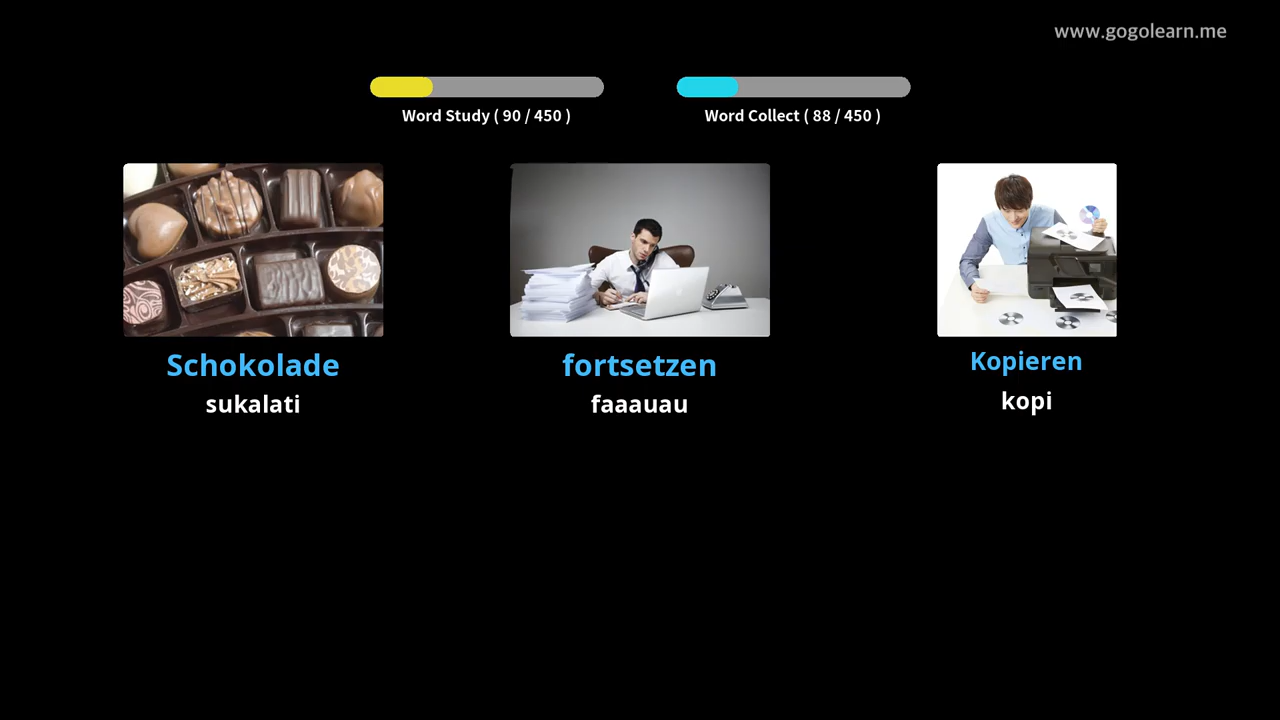 www.gogolearn.me
Word Study ( 90 / 450 )
Word Collect ( 88 / 450 )
Schokolade
fortsetzen
Kopieren
sukalati
faaauau
kopi